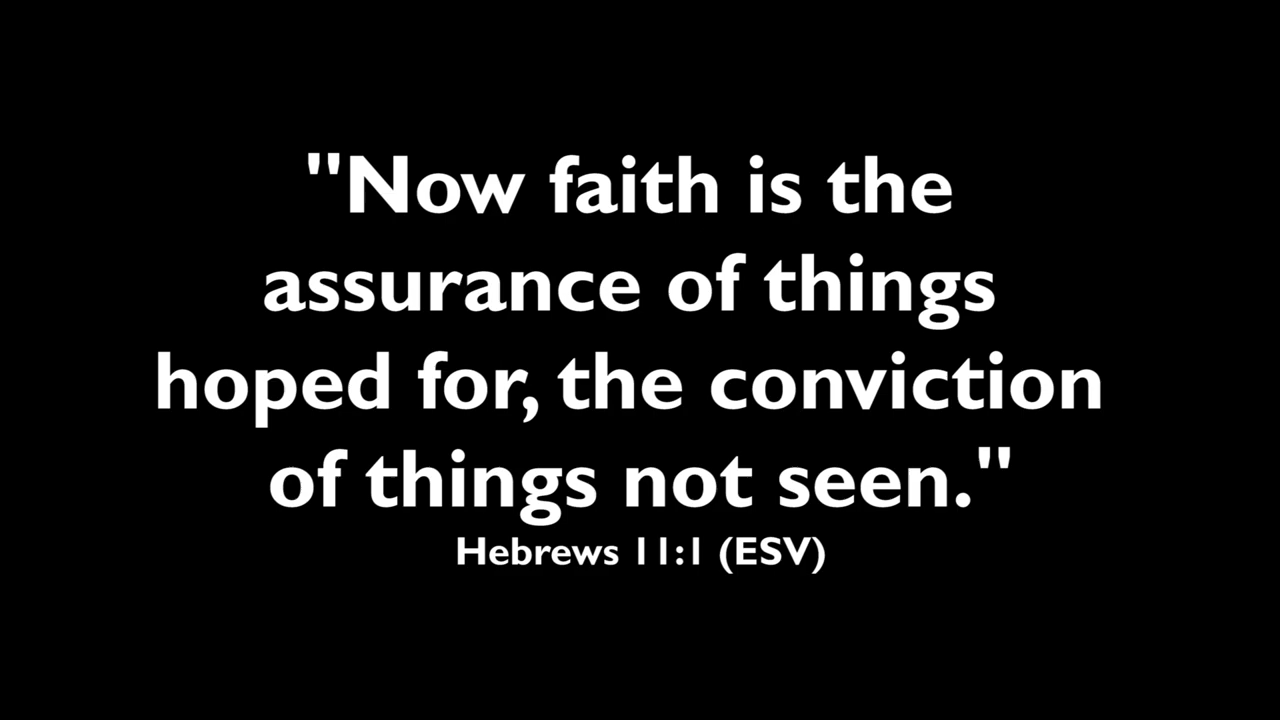 "Now faith is the
assurance of things
hoped for, the conviction
of things not seen."
Hebrews 11:1 (ESV)